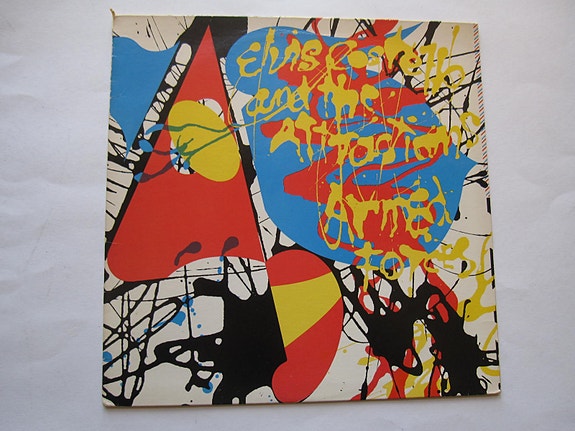 Elvis Costello
and the
Attractions
Armed
forces